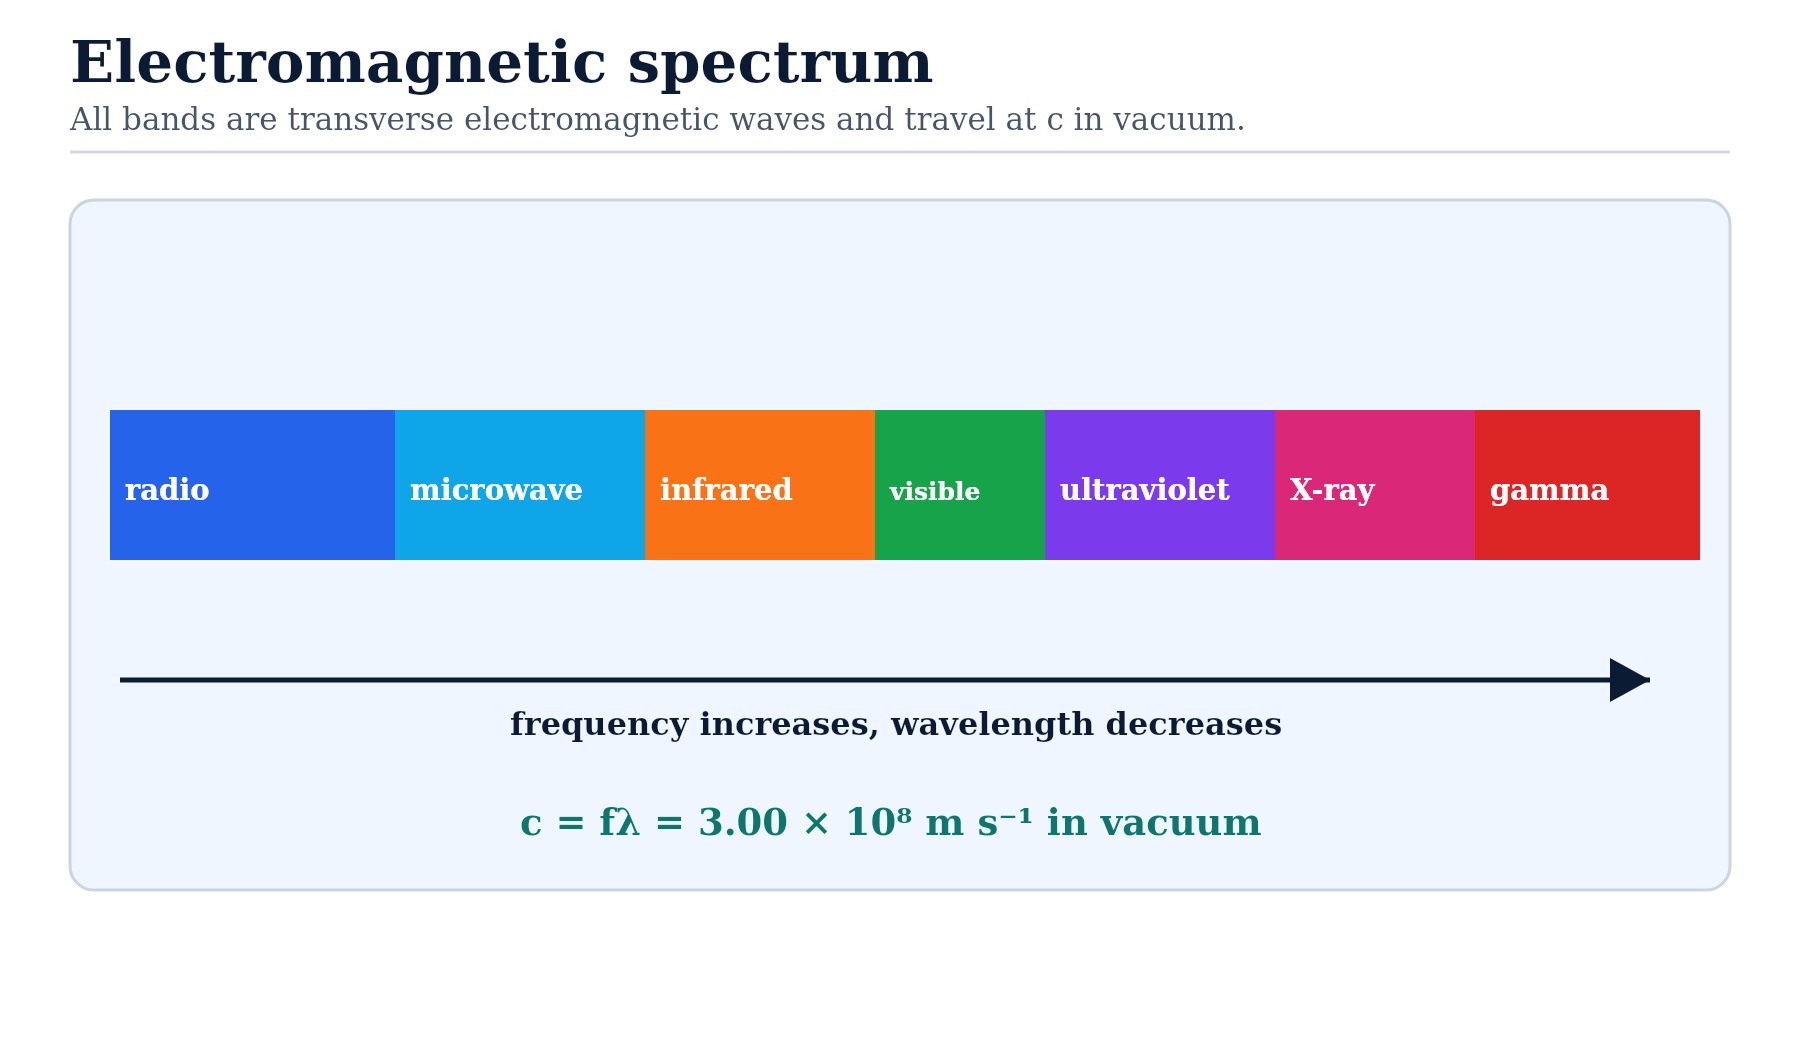 Electromagnetic spectrum
All bands are transverse electromagnetic waves and travel at c in vacuum.
radio microwave infrared visible ultraviolet X-ray gamma
frequency increases, wavelength decreases
c = fλ = 3.00 × 10⁸ m s⁻¹ in vacuum